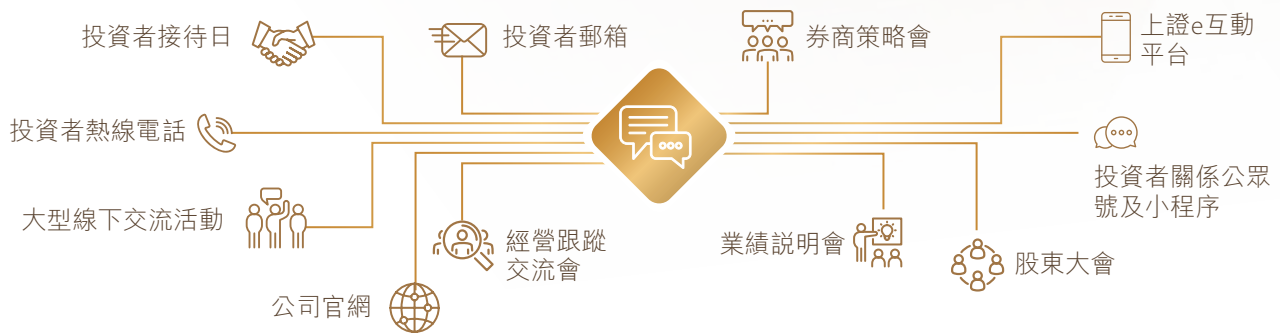 投資者接待日
投資者郵箱
券商策略會
上證e互動
平台
投資者熱線電話
投資者關係公眾
號及小程序
大型線下交流活動
經營跟蹤
交流會
業績説明會
股東大會
公司官網